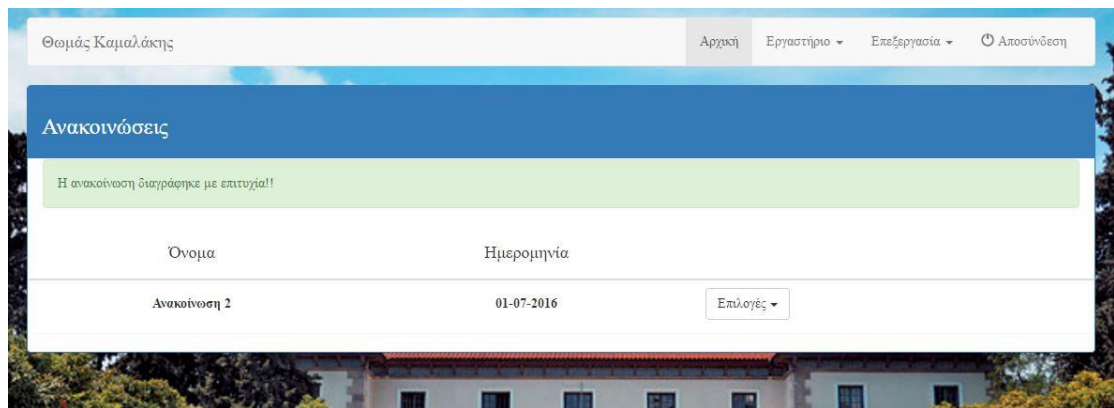 Θωμάς Καμαλάκης Αρχική Εργαστήριο Επεξεργασία Αποσύνδεση
Ανακοινώσεις
Η ανακοίνωση διαγράφηκε με επιτυχία!!
Όνομα Ημερομηνία
Ανακοίνωση 2 01-07-2016 Επιλογές